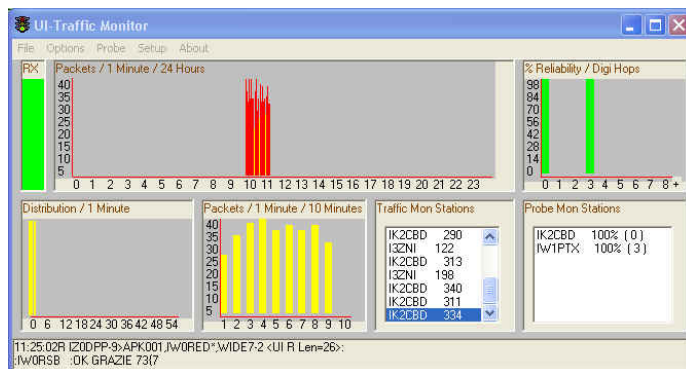 UI-Traffic Monitor
File Options Probe Setup About
RX
Packets / 1 Minute / 24 Hours
40
35
30
25
20
15
10
5
0 1 2 3 4 5 6 7 8 9 10 11 12 13 14 15 16 17 18 19 20 21 22 23
% Reliability / Digi Hops
98
84
70
56
42
28
14
0
0 1 2 3 4 5 6 7 8 +
Distribution / 1 Minute
0 6 12 18 24 30 36 42 48 54
Packets / 1 Minute / 10 Minutes
40
35
30
25
20
15
10
5
1 2 3 4 5 6 7 8 9 10
Traffic Mon Stations
IK2CBD 290
I3ZNI 122
IK2CBD 313
I3ZNI 198
IK2CBD 340
IK2CBD 311
IK2CBD 334
Probe Mon Stations
IK2CBD 100% ( 0 )
IW1PTX 100% ( 3 )
11:25:02R IZ0DPP-9>APK001,IW0RED*,WIDE7-2 <UI R Len=26>:
:IW0RSB :OK GRAZIE 73{7